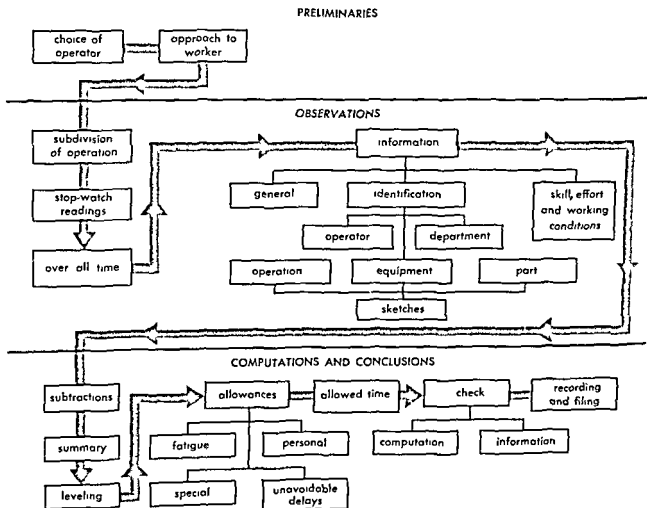 PRELIMINARIES
choice of
operator
approach to
worker
OBSERVATIONS
subdivision
of operation
information
stop-watch
readings
general
identification
skill, effort
and working
conditions
operator
department
over all time
operation
equipment
part
sketches
COMPUTATIONS AND CONCLUSIONS
subtractions
allowances
allowed time
check
recording
and filing
summary
fatigue
personal
computation
information
leveling
special
unavoidable
delays